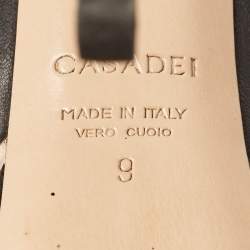 CASADEI
MADE IN ITALY
VERO CUOIO
9